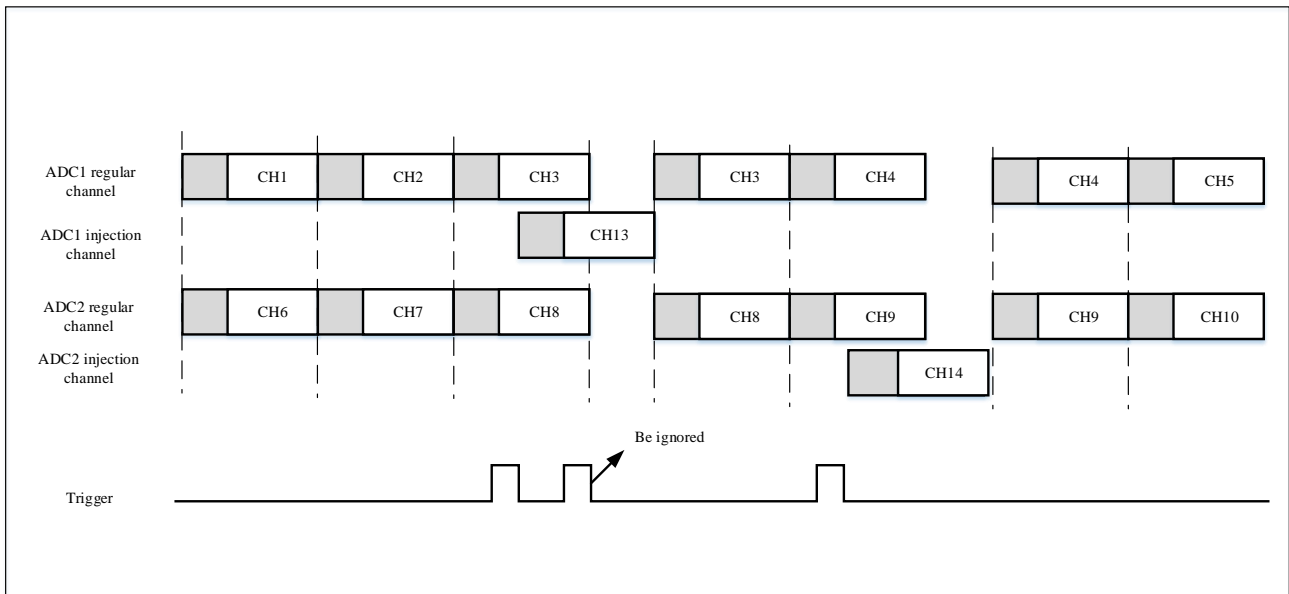 ADC1 regular
channel
CH1
CH2
CH3
CH3
CH4
CH4
CH5
ADC1 injection
channel
CH13
ADC2 regular
channel
CH6
CH7
CH8
CH8
CH9
CH9
CH10
ADC2 injection
channel
CH14
Be ignored
Trigger